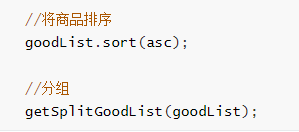 //将商品排序
goodList.sort(asc);
//分组
getSplitGoodList(goodList);